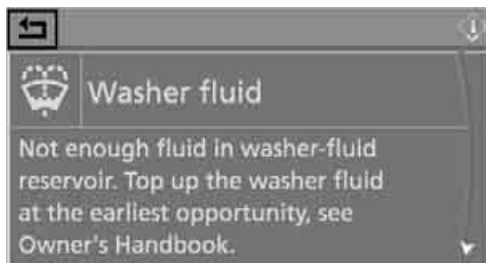 Washer fluid
Not enough fluid in washer-fluid
reservoir. Top up the washer fluid
at the earliest opportunity, see
Owner's Handbook.